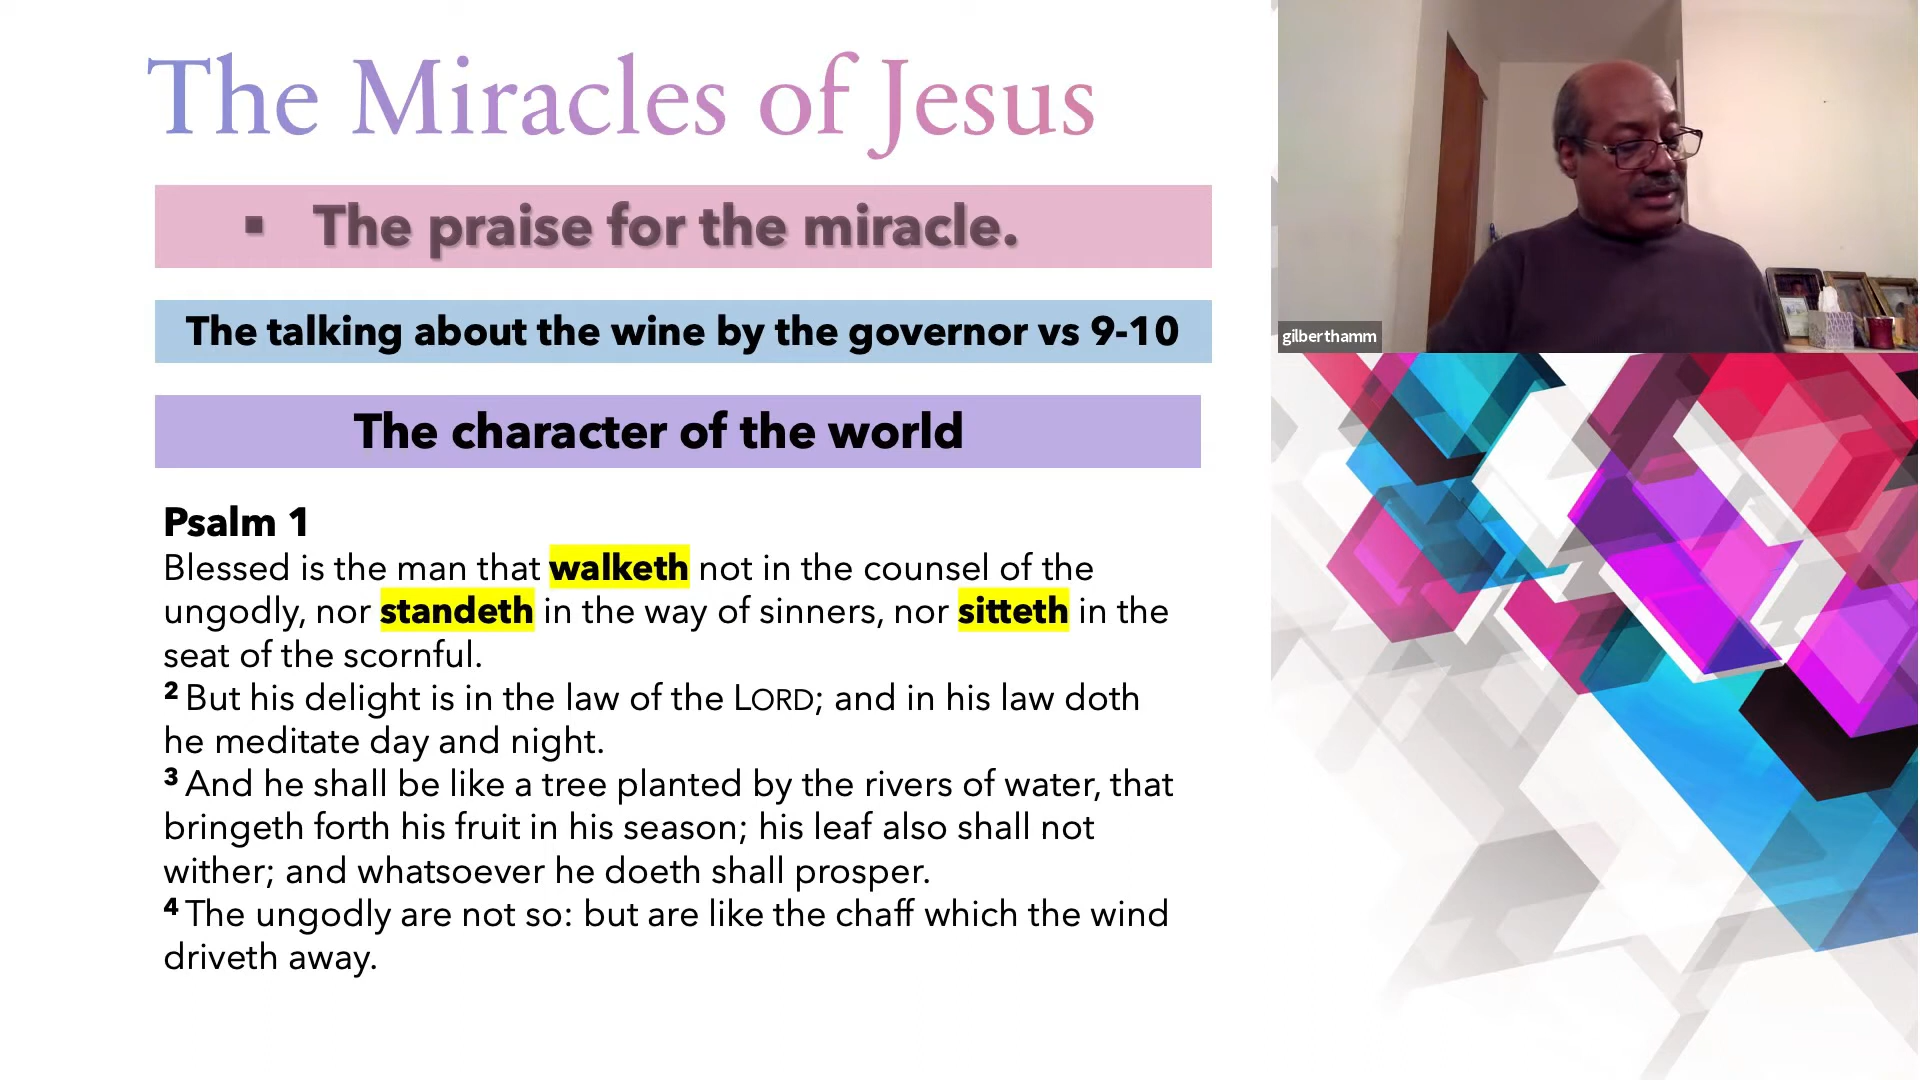 The Miracles of Jesus
▪ The praise for the miracle.
The talking about the wine by the governor vs 9-10
The character of the world
Psalm 1
Blessed is the man that walketh not in the counsel of the
ungodly, nor standeth in the way of sinners, nor sitteth in the
seat of the scornful.
2 But his delight is in the law of the LORD; and in his law doth
he meditate day and night.
3 And he shall be like a tree planted by the rivers of water, that
bringeth forth his fruit in his season; his leaf also shall not
wither; and whatsoever he doeth shall prosper.
4 The ungodly are not so: but are like the chaff which the wind
driveth away.
gilberthamm